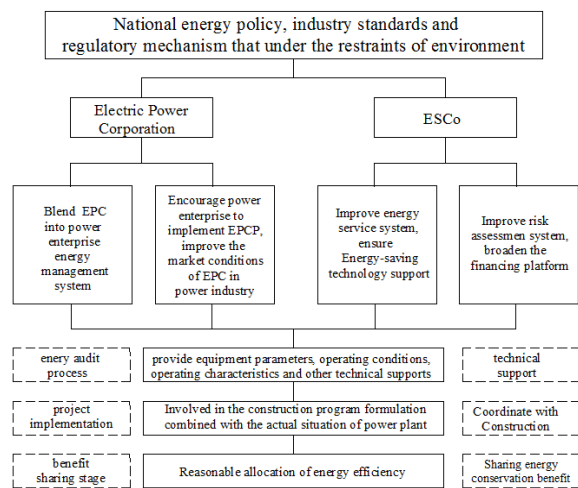 National energy policy, industry standards and
regulatory mechanism that under the restraints of environment
Electric Power
Corporation
ESCo
Blend EPC
into power
enterprise
energy
management
system
Encourage power
enterprise to
implement EPCP,
improve the
market conditions
of EPC in
power industry
Improve energy
service system,
ensure
Energy-saving
technology support
Improve risk
assessmen system,
broaden the
financing platform
enery audit
process
provide equipment parameters, operating conditions,
operating characteristics and other technical supports
technical
support
project
implementation
Involved in the construction program formulation
combined with the actual situation of power plant
Coordinate with
Construction
benefit
sharing stage
Reasonable allocation of energy efficiency
Sharing energy
conservation benefit